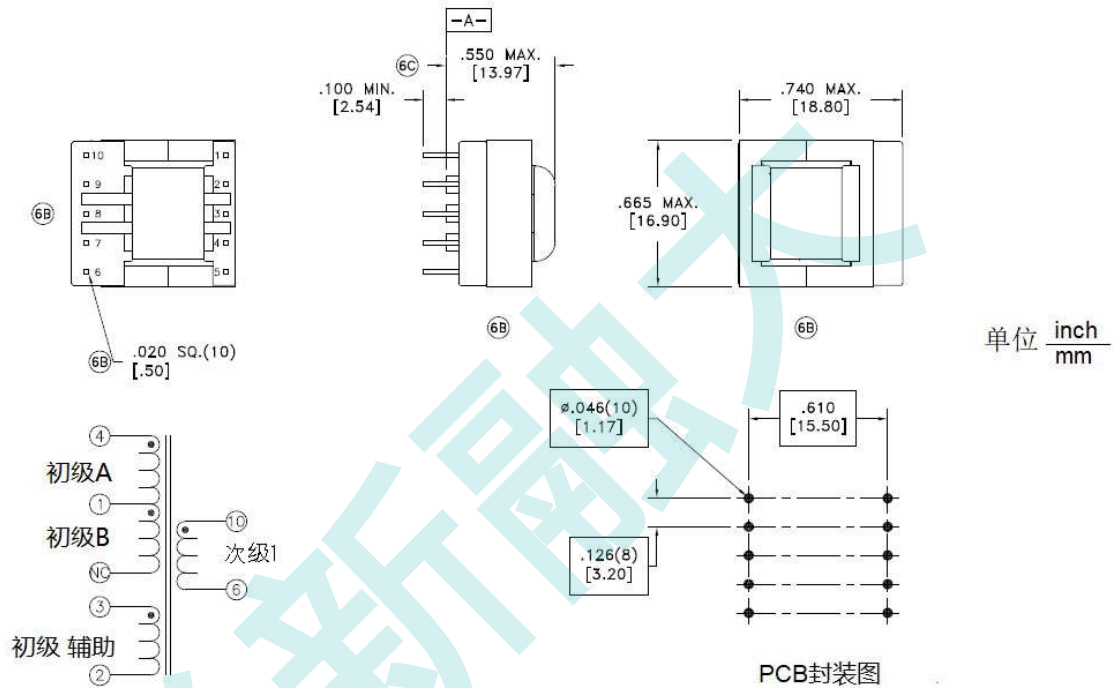 -A-
6C
.550 MAX.
[13.97]
.100 MIN.
[2.54]
.740 MAX.
[18.80]
10
1
9
2
8
3
7
4
6
5
6B
.665 MAX.
[16.90]
6B
6B
6B
.020 SQ.(10)
[.50]
单位 inch
mm
ø.046(10)
[1.17]
.610
[15.50]
.126(8)
[3.20]
PCB封装图
4
初级A
1
初级B
NC
3
初级 辅助
2
10
次级1
6
新融大